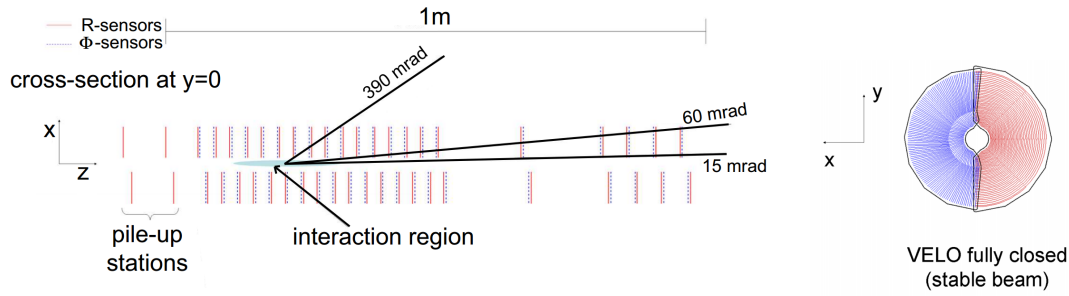 1m
R-sensors
Φ-sensors
cross-section at y=0
390 mrad
60 mrad
15 mrad
x
z
pile-up
stations
interaction region
y
x
VELO fully closed
(stable beam)